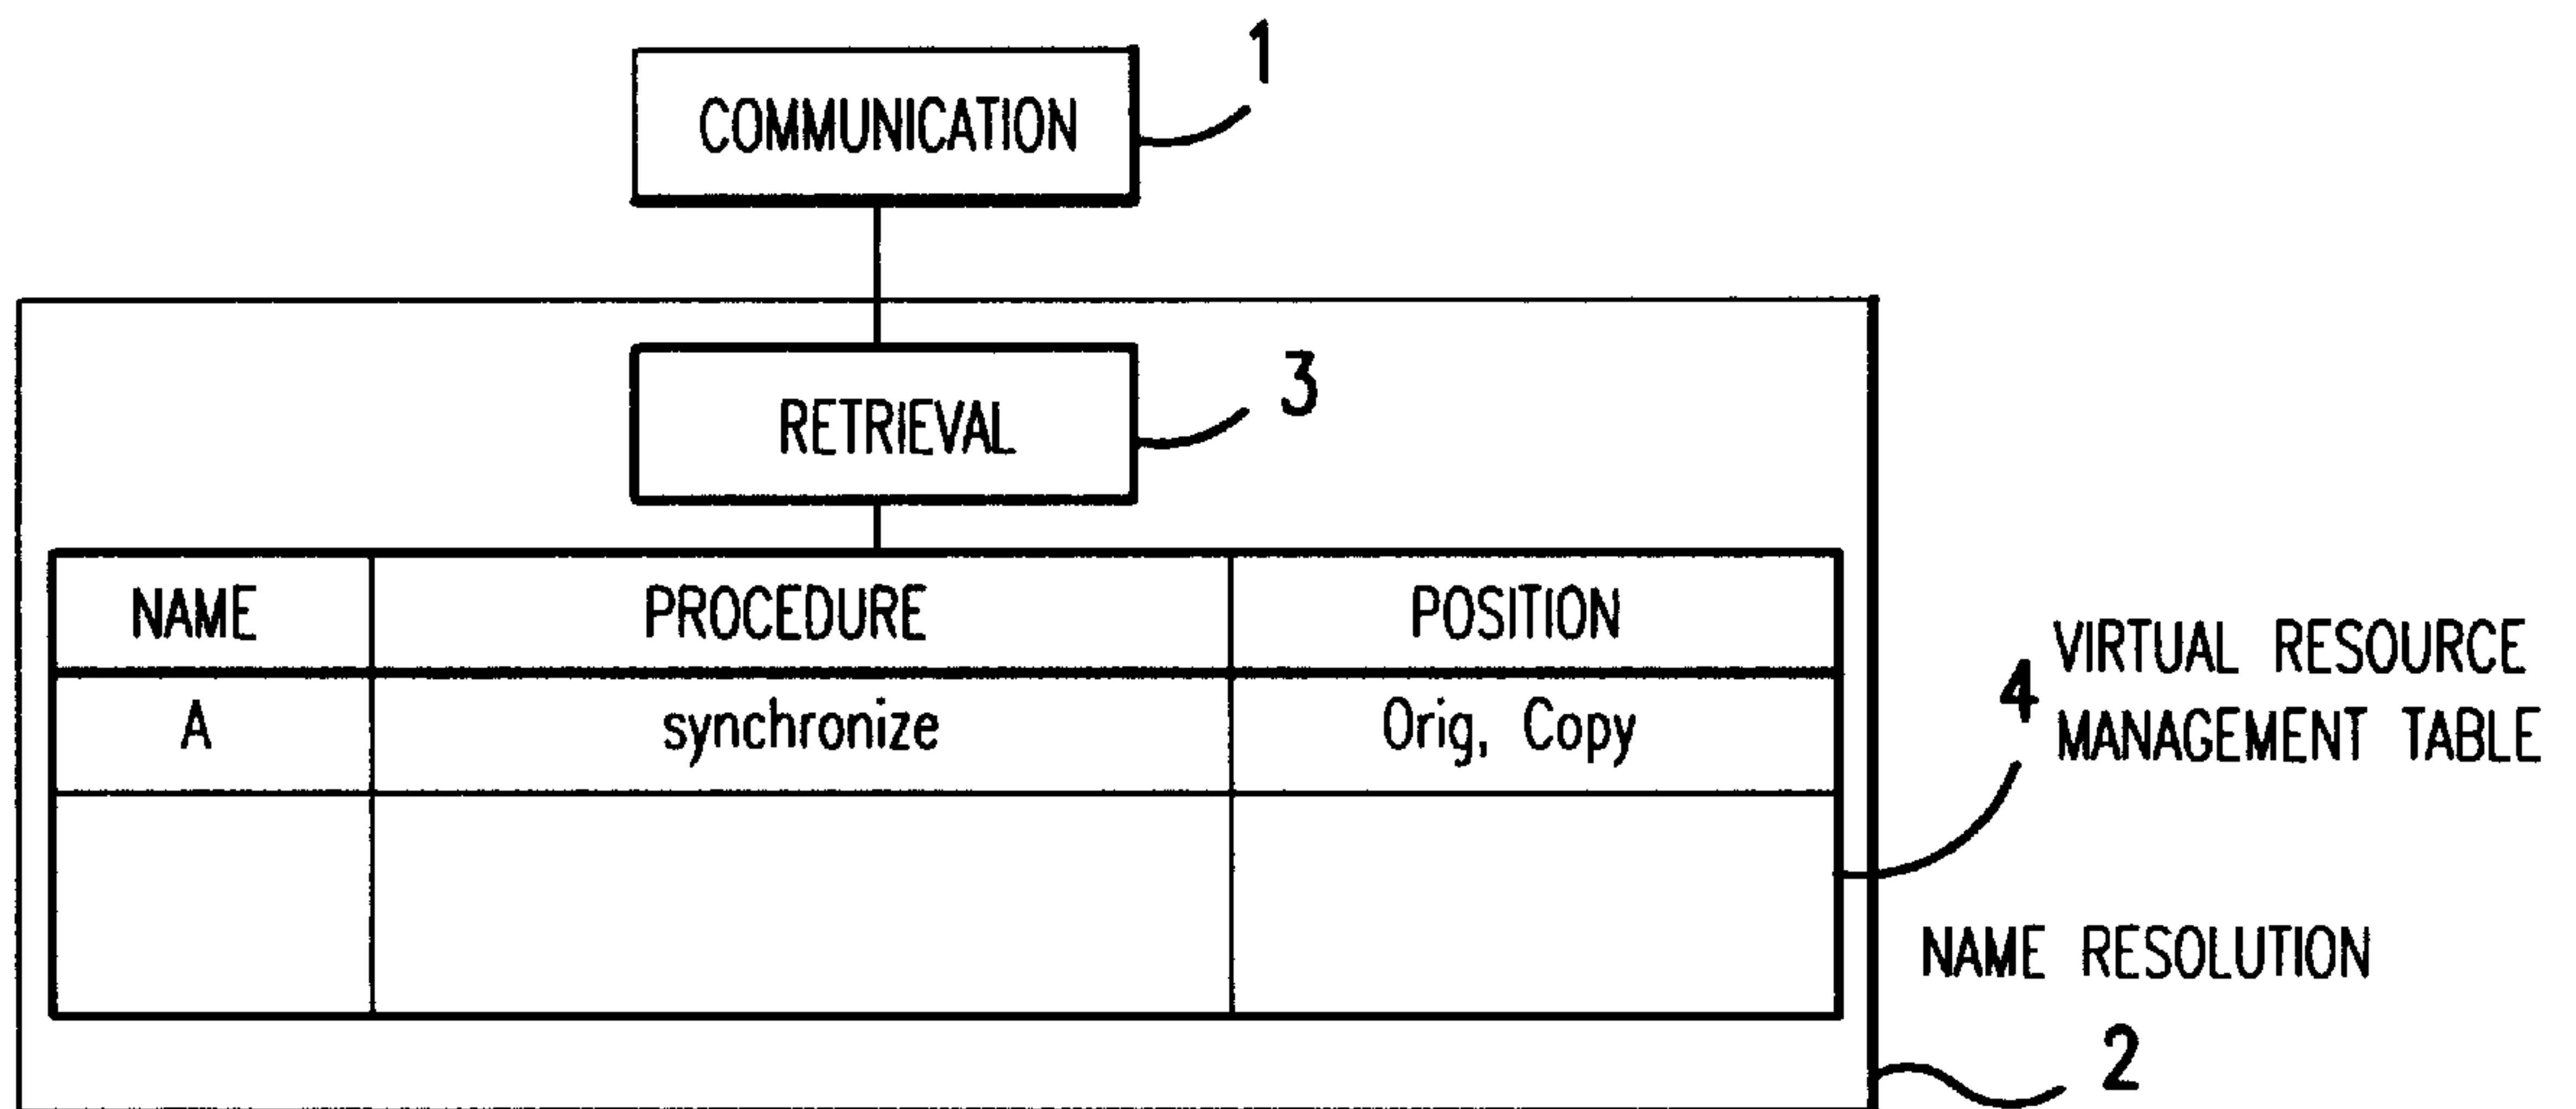 1
COMMUNICATION
3
RETRIEVAL
NAME PROCEDURE POSITION
A synchronize Orig, Copy
4 VIRTUAL RESOURCE
MANAGEMENT TABLE
NAME RESOLUTION
2